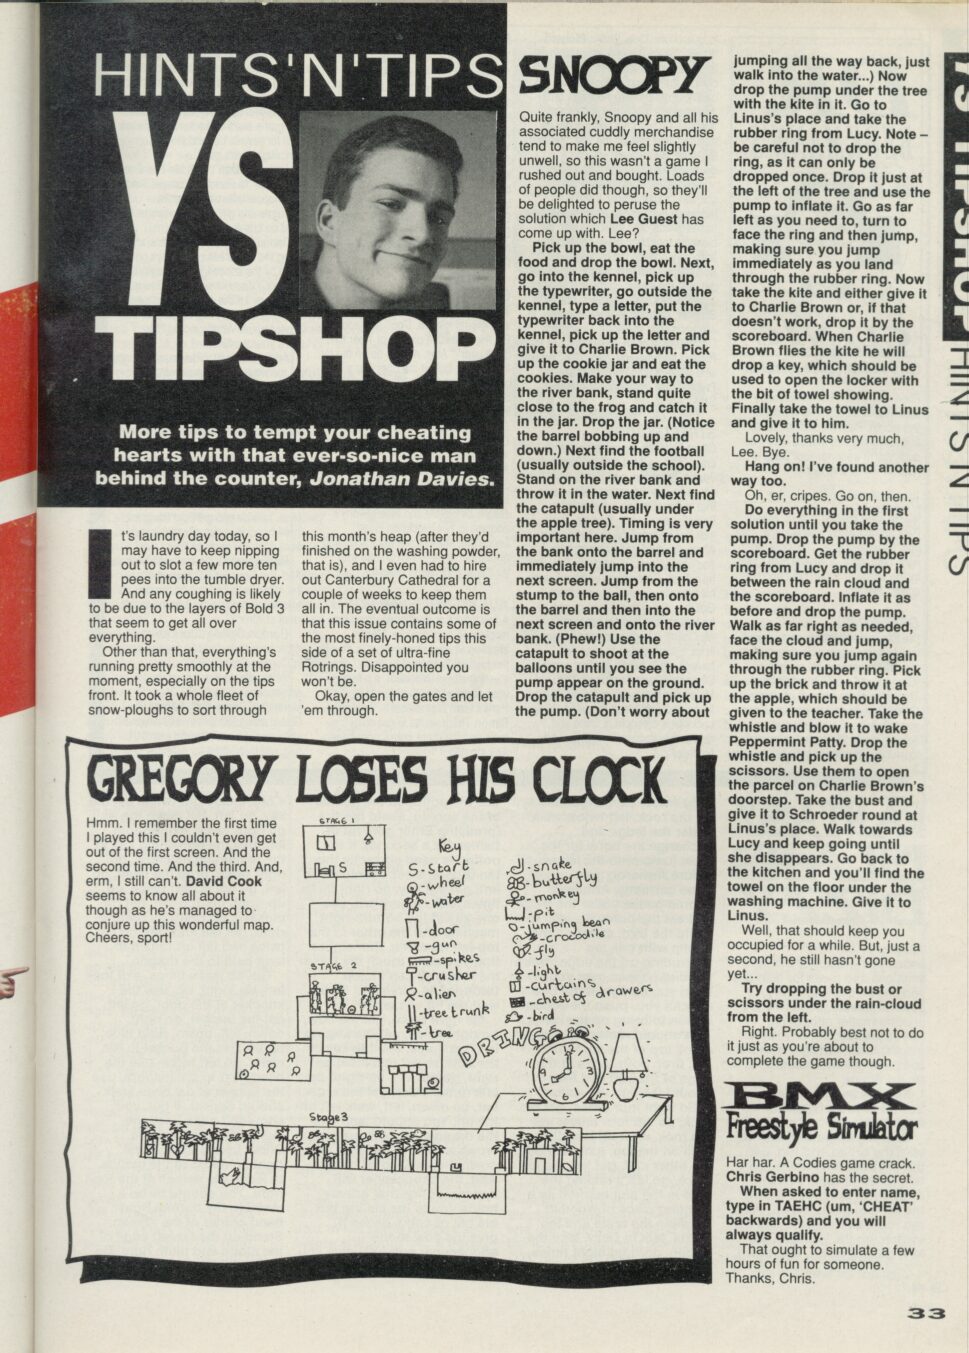 HINTS'N'TIPS
YS
TIPSHOP
More tips to tempt your cheating
hearts with that ever-so-nice man
behind the counter, Jonathan Davies.
It's laundry day today, so I
may have to keep nipping
out to slot a few more ten
pees into the tumble dryer.
And any coughing is likely
to be due to the layers of Bold 3
that seem to get all over
everything.
Other than that, everything's
running pretty smoothly at the
moment, especially on the tips
front. It took a whole fleet of
snow-ploughs to sort through
this month's heap (after they'd
finished on the washing powder,
that is), and I even had to hire
out Canterbury Cathedral for a
couple of weeks to keep them
all in. The eventual outcome is
that this issue contains some of
the most finely-honed tips this
side of a set of ultra-fine
Rotrings. Disappointed you
won't be.
Okay, open the gates and let
'em through.
SNOOPY
Quite frankly, Snoopy and all his
associated cuddly merchandise
tend to make me feel slightly
unwell, so this wasn't a game I
rushed out and bought. Loads
of people did though, so they'll
be delighted to peruse the
solution which Lee Guest has
come up with. Lee?
Pick up the bowl, eat the
food and drop the bowl. Next,
go into the kennel, pick up
the typewriter, go outside the
kennel, type a letter, put the
typewriter back into the
kennel, pick up the letter and
give it to Charlie Brown. Pick
up the cookie jar and eat the
cookies. Make your way to
the river bank, stand quite
close to the frog and catch it
in the jar. Drop the jar. (Notice
the barrel bobbing up and
down.) Next find the football
(usually outside the school).
Stand on the river bank and
throw it in the water. Next find
the catapult (usually under
the apple tree). Timing is very
important here. Jump from
the bank onto the barrel and
immediately jump into the
next screen. Jump from the
stump to the ball, then onto
the barrel and then into the
next screen and onto the river
bank. (Phew!) Use the
catapult to shoot at the
balloons until you see the
pump appear on the ground.
Drop the catapult and pick up
the pump. (Don't worry about
jumping all the way back, just
walk into the water...) Now
drop the pump under the tree
with the kite in it. Go to
Linus's place and take the
rubber ring from Lucy. Note –
be careful not to drop the
ring, as it can only be
dropped once. Drop it just at
the left of the tree and use the
pump to inflate it. Go as far
left as you need to, turn to
face the ring and then jump,
making sure you jump
immediately as you land
through the rubber ring. Now
take the kite and either give it
to Charlie Brown or, if that
doesn't work, drop it by the
scoreboard. When Charlie
Brown flies the kite he will
drop a key, which should be
used to open the locker with
the bit of towel showing.
Finally take the towel to Linus
and give it to him.
Lovely, thanks very much,
Lee. Bye.
Hang on! I've found another
way too.
Oh, er, cripes. Go on, then.
Do everything in the first
solution until you take the
pump. Drop the pump by the
scoreboard. Get the rubber
ring from Lucy and drop it
between the rain cloud and
the scoreboard. Inflate it as
before and drop the pump.
Walk as far right as needed,
face the cloud and jump,
making sure you jump again
through the rubber ring. Pick
up the brick and throw it at
the apple, which should be
given to the teacher. Take the
whistle and blow it to wake
Peppermint Patty. Drop the
whistle and pick up the
scissors. Use them to open
the parcel on Charlie Brown's
doorstep. Take the bust and
give it to Schroeder round at
Linus's place. Walk towards
Lucy and keep going until
she disappears. Go back to
the kitchen and you'll find the
towel on the floor under the
washing machine. Give it to
Linus.
Well, that should keep you
occupied for a while. But, just a
second, he still hasn't gone
yet...
Try dropping the bust or
scissors under the rain-cloud
from the left.
Right. Probably best not to do
it just as you're about to
complete the game though.
BMX
Freestyle Simulator
Har har. A Codies game crack.
Chris Gerbino has the secret.
When asked to enter name,
type in TAEHC (um, 'CHEAT'
backwards) and you will
always qualify.
That ought to simulate a few
hours of fun for someone.
Thanks, Chris.
GREGORY LOSES HIS CLOCK
Hmm. I remember the first time
I played this I couldn't even get
out of the first screen. And the
second time. And the third. And,
erm, I still can't. David Cook
seems to know all about it
though as he's managed to
conjure up this wonderful map.
Cheers, sport!
STAGE 1
S
STAGE 2
Stage 3
Key
S-Start
-wheel
-water
-door
-gun
-spikes
-crusher
-alien
-tree trunk
-tree
-snake
-butterfly
-monkey
-pit
-jumping bean
-crocodile
-fly
-light
-curtains
-chest of drawers
-bird
DRING
12
9
3
6
YS TIPSHOP HINTS'N'TIPS
33